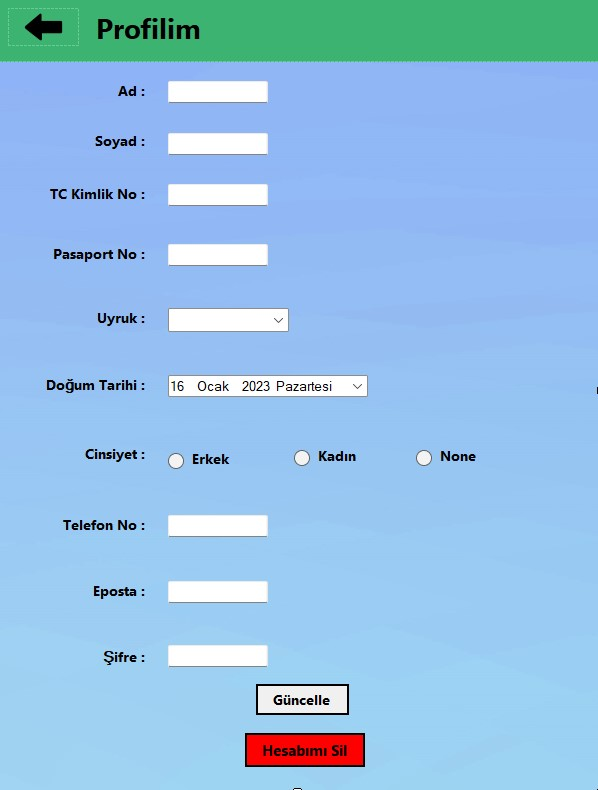 Profilim
Ad :
Soyad :
TC Kimlik No :
Pasaport No :
Uyruk :
Doğum Tarihi : 16 Ocak 2023 Pazartesi
Cinsiyet : Erkek Kadın None
Telefon No :
Eposta :
Şifre :
Güncelle
Hesabımı Sil